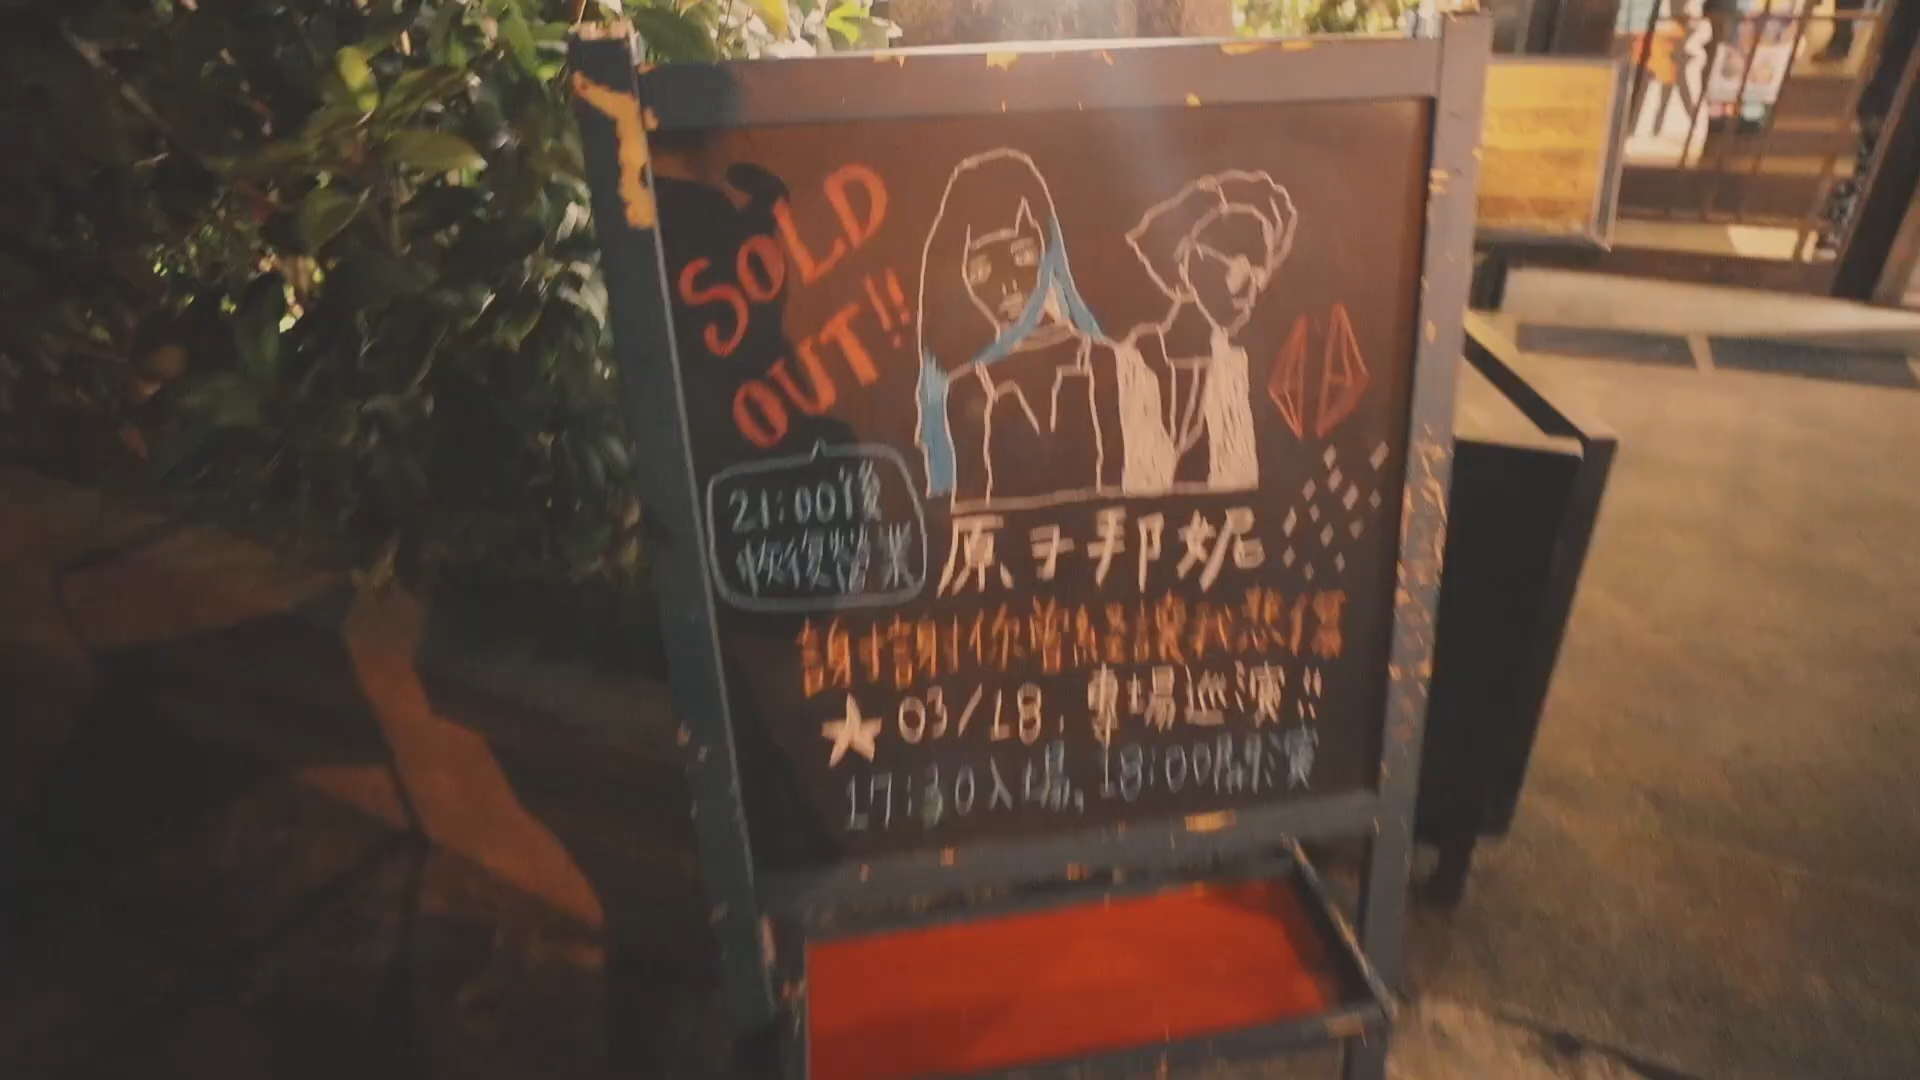 SOLD
OUT!!
21:00後
恢復營業
原ヲ邦妮
謝謝你曾經讓我悲傷
★ 03/18. 專場巡演!!
17:30入場, 18:00開演